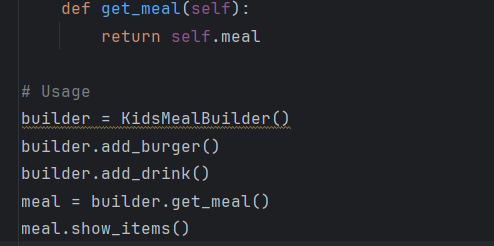 def get_meal(self):
return self.meal
# Usage
builder = KidsMealBuilder()
builder.add_burger()
builder.add_drink()
meal = builder.get_meal()
meal.show_items()